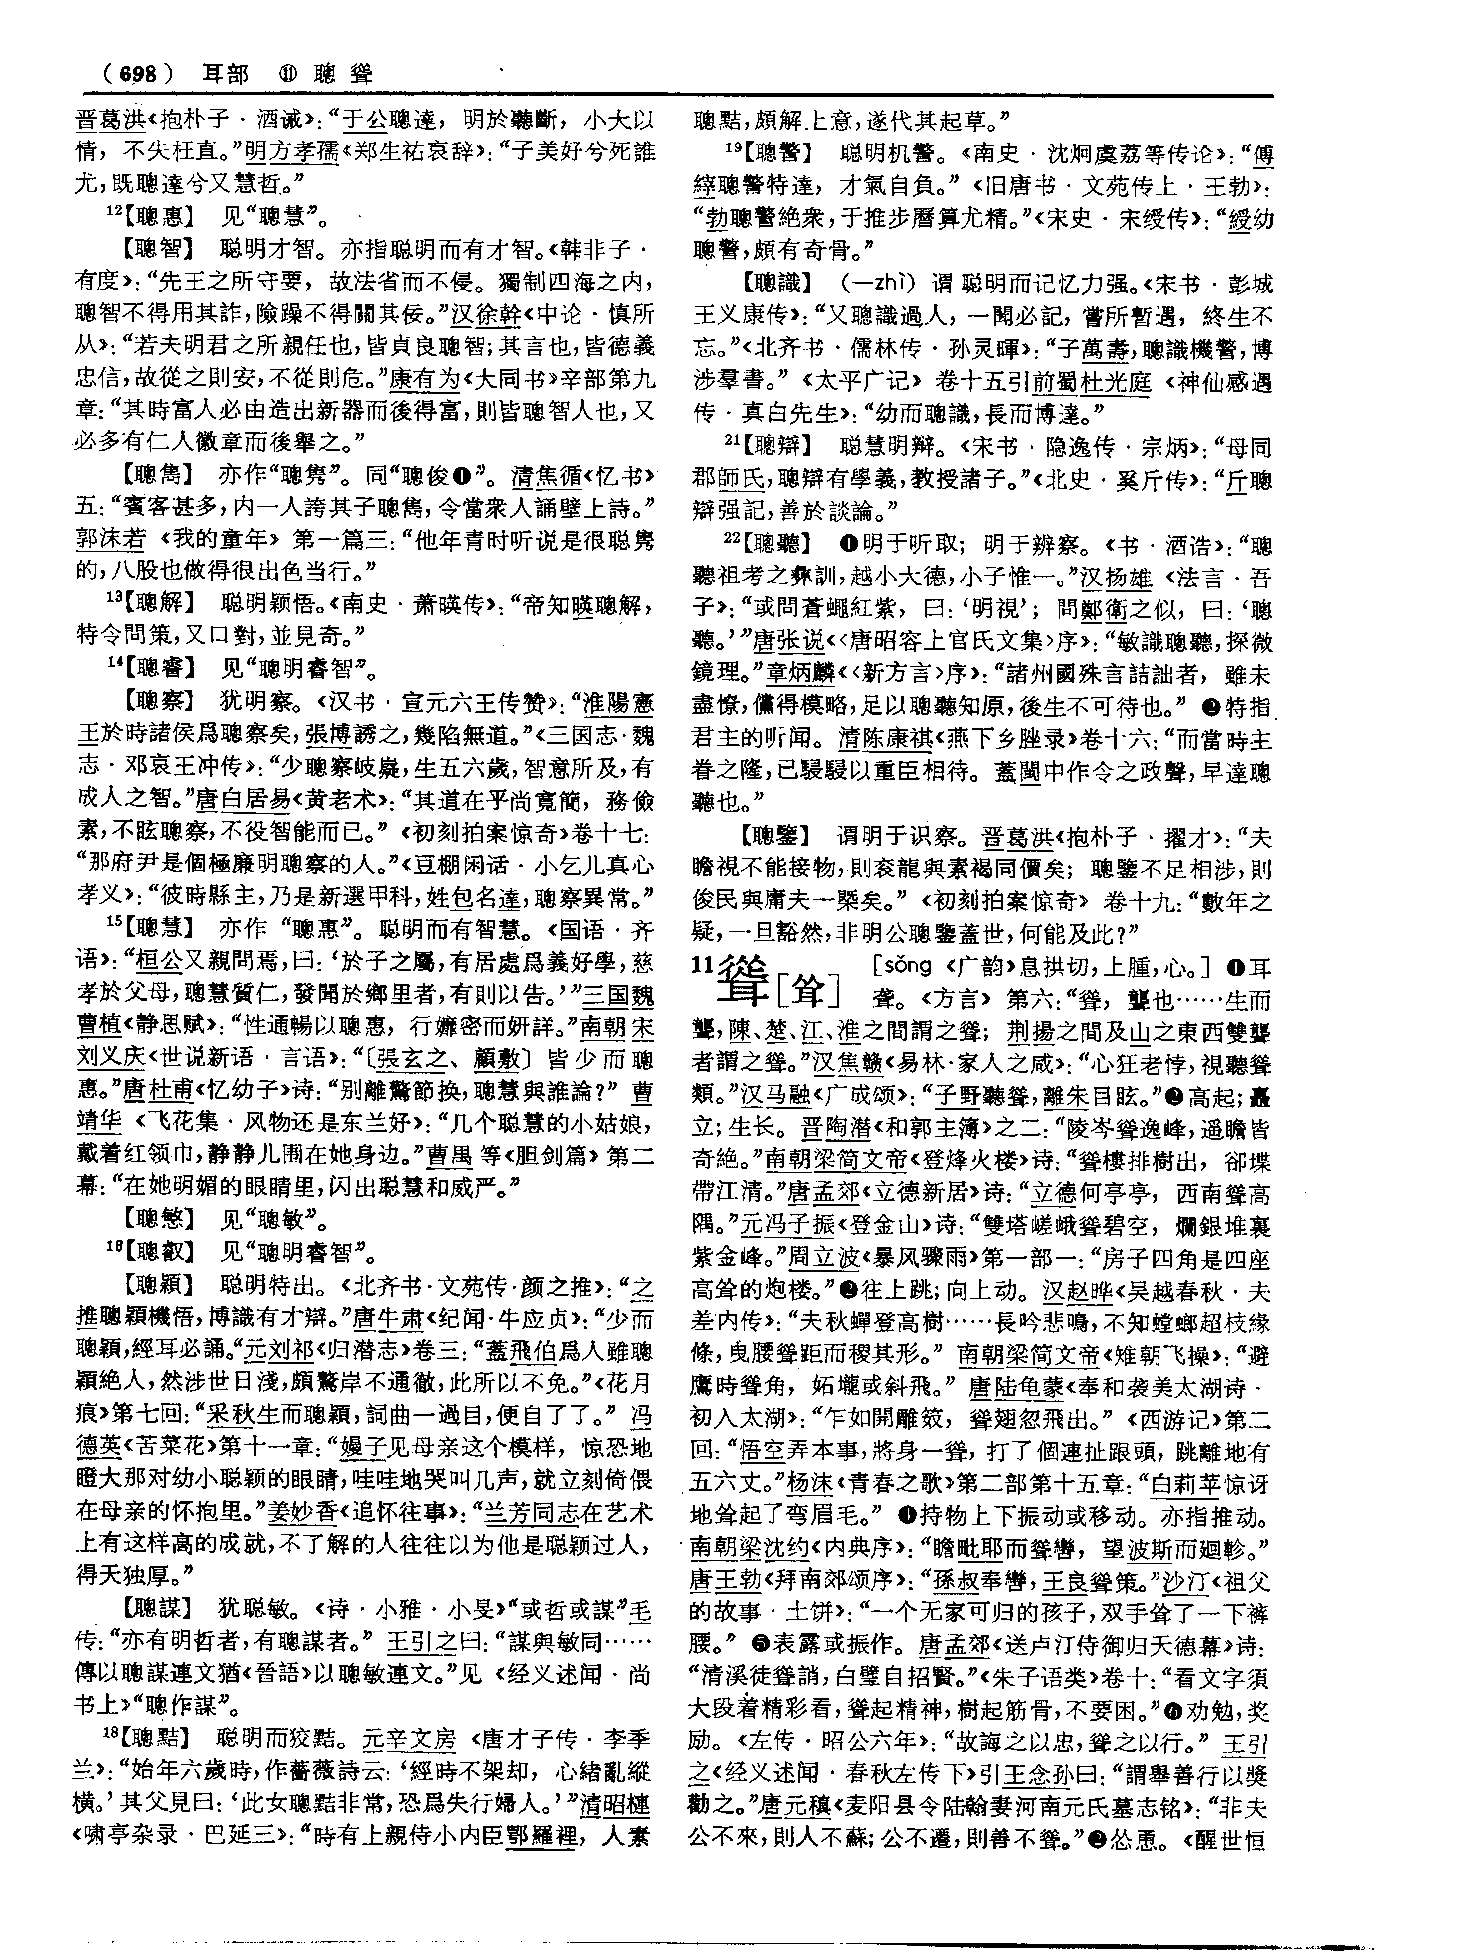 （698） 耳部 ⑪ 聰 聳
晋葛洪《抱朴子·酒诫》：“于公聰達，明於聽斷，小大以
情，不失枉直。”明方孝孺《郑生祐哀辞》：“子美好兮死誰
尤，既聰達兮又慧哲。”
12【聰惠】 见“聰慧”。
【聰智】 聪明才智。亦指聪明而有才智。《韩非子·
有度》：“先王之所守要，故法省而不侵。獨制四海之内，
聰智不得用其詐，險躁不得關其佞。”汉徐幹《中论·慎所
从》：“若夫明君之所親任也，皆貞良聰智；其言也，皆德義
忠信，故從之則安，不從則危。”康有为《大同书》辛部第九
章：“其時富人必由造出新器而後得富，則皆聰智人也，又
必多有仁人徽章而後舉之。”
【聰雋】 亦作“聰隽”。同“聰俊❶”。清焦循《忆书》
五：“賓客甚多，内一人誇其子聰雋，令當衆人誦壁上詩。”
郭沫若《我的童年》第一篇三：“他年青时听说是很聪隽
的，八股也做得很出色当行。”
13【聰解】 聪明颖悟。《南史·萧暎传》：“帝知暎聰解，
特令問策，又口對，並見奇。”
14【聰睿】 见“聰明睿智”。
【聰察】 犹明察。《汉书·宣元六王传赞》：“淮陽憲
王於時諸侯爲聰察矣，張博誘之，幾陷無道。”《三国志·魏
志·邓哀王冲传》：“少聰察岐嶷，生五六歲，智意所及，有
成人之智。”唐白居易《黄老术》：“其道在乎尚寬簡，務儉
素，不眩聰察，不役智能而已。”《初刻拍案惊奇》卷十七：
“那府尹是個極廉明聰察的人。”《豆棚闲话·小乞儿真心
孝义》：“彼時縣主，乃是新選甲科，姓包名達，聰察異常。”
15【聰慧】 亦作“聰惠”。聪明而有智慧。《国语·齐
语》：“桓公又親問焉，曰：‘於子之屬，有居處爲義好學，慈
孝於父母，聰慧質仁，發聞於鄉里者，有則以告。’”三国魏
曹植《静思赋》：“性通暢以聰惠，行孊密而妍詳。”南朝宋
刘义庆《世说新语·言语》：“〔張玄之、顧敷〕皆少而聰
惠。”唐杜甫《忆幼子》诗：“别離驚節换，聰慧與誰論？”曹
靖华《飞花集·风物还是东兰好》：“几个聪慧的小姑娘，
戴着红领巾，静静儿围在她身边。”曹禺等《胆剑篇》第二
幕：“在她明媚的眼睛里，闪出聪慧和威严。”
【聰慜】 见“聰敏”。
16【聰叡】 见“聰明睿智”。
【聰穎】 聪明特出。《北齐书·文苑传·颜之推》：“之
推聰穎機悟，博識有才辯。”唐牛肃《纪闻·牛应贞》：“少而
聰穎，經耳必誦。“元刘祁《归潜志》卷三：“蓋飛伯爲人雖聰
穎絶人，然涉世日淺，頗驚岸不通徹，此所以不免。”《花月
痕》第七回：“采秋生而聰穎，詞曲一過目，便自了了。”冯
德英《苦菜花》第十一章：“嫚子见母亲这个模样，惊恐地
瞪大那对幼小聪颖的眼睛，哇哇地哭叫几声，就立刻倚偎
在母亲的怀抱里。”姜妙香《追怀往事》：“兰芳同志在艺术
上有这样高的成就，不了解的人往往以为他是聪颖过人，
得天独厚。”
【聰謀】 犹聪敏。《诗·小雅·小旻》“或哲或謀”毛
传：“亦有明哲者，有聰謀者。”王引之曰：“謀與敏同……
傳以聰謀連文猶《晉語》以聰敏連文。”见《经义述闻·尚
书上》“聰作謀”。
18【聰黠】 聪明而狡黠。元辛文房《唐才子传·李季
兰》：“始年六歲時，作薔薇詩云：‘經時不架却，心緒亂縱
横。’其父見曰：‘此女聰黠非常，恐爲失行婦人。’”清昭槤
《啸亭杂录·巴延三》：“時有上親侍小内臣鄂羅裡，人素
聰黠，頗解上意，遂代其起草。”
19【聰警】 聪明机警。《南史·沈炯虞荔等传论》：“傅
縡聰警特達，才氣自負。”《旧唐书·文苑传上·王勃》：
“勃聰警絶衆，于推步曆算尤精。”《宋史·宋绶传》：“綬幼
聰警，頗有奇骨。”
【聰識】 （—zhì）谓聪明而记忆力强。《宋书·彭城
王义康传》：“又聰識過人，一聞必記，嘗所暫遇，終生不
忘。”《北齐书·儒林传·孙灵暉》：“子萬壽，聰識機警，博
涉羣書。”《太平广记》卷十五引前蜀杜光庭《神仙感遇
传·真白先生》：“幼而聰識，長而博達。”
21【聰辯】 聪慧明辩。《宋书·隐逸传·宗炳》：“母同
郡師氏，聰辯有學義，教授諸子。”《北史·奚斤传》：“斤聰
辯强記，善於談論。”
22【聰聽】 ❶明于听取；明于辨察。《书·酒诰》：“聰
聽祖考之彝訓，越小大德，小子惟一。”汉扬雄《法言·吾
子》：“或問蒼蠅紅紫，曰：‘明視’；問鄭衛之似，曰：‘聰
聽。’”唐张说《〈唐昭容上官氏文集〉序》：“敏識聰聽，探微
鏡理。”章炳麟《〈新方言〉序》：“諸州國殊言詰詘者，雖未
盡憭，儻得模略，足以聰聽知原，後生不可待也。”❷特指
君主的听闻。清陈康祺《燕下乡脞录》卷十六：“而當時主
眷之隆，已駸駸以重臣相待。蓋閩中作令之政聲，早達聰
聽也。”
【聰鑒】 谓明于识察。晋葛洪《抱朴子·擢才》：“夫
瞻視不能接物，則衮龍與素褐同價矣；聰鑒不足相涉，則
俊民與庸夫一槩矣。”《初刻拍案惊奇》卷十九：“數年之
疑，一旦豁然，非明公聰鑒蓋世，何能及此？”
11聳［耸］ ［sǒng《广韵》息拱切，上腫，心。］❶耳
聋。《方言》第六：“聳，聾也……生而
聾，陳、楚、江、淮之間謂之聳；荆揚之間及山之東西雙聾
者謂之聳。”汉焦赣《易林·家人之咸》：“心狂老悖，視聽聳
類。”汉马融《广成颂》：“子野聽聳，離朱目眩。”❷高起；矗
立；生长。晋陶潜《和郭主簿》之二：“陵岑聳逸峰，遥瞻皆
奇絶。”南朝梁简文帝《登烽火楼》诗：“聳樓排樹出，卻堞
帶江清。”唐孟郊《立德新居》诗：“立德何亭亭，西南聳高
隅。”元冯子振《登金山》诗：“雙塔嵯峨聳碧空，爛銀堆裏
紫金峰。”周立波《暴风骤雨》第一部一：“房子四角是四座
高耸的炮楼。”❸往上跳；向上动。汉赵晔《吴越春秋·夫
差内传》：“夫秋蟬登高樹……長吟悲鳴，不知螳螂超枝緣
條，曳腰聳距而稷其形。”南朝梁简文帝《雉朝飞操》：“避
鷹時聳角，妬壠或斜飛。”唐陆龟蒙《奉和袭美太湖诗·
初入太湖》：“乍如開雕笯，聳翅忽飛出。”《西游记》第二
回：“悟空弄本事，將身一聳，打了個連扯跟頭，跳離地有
五六丈。”杨沫《青春之歌》第二部第十五章：“白莉苹惊讶
地耸起了弯眉毛。”❹持物上下振动或移动。亦指推动。
南朝梁沈约《内典序》：“瞻毗耶而聳轡，望波斯而廻軫。”
唐王勃《拜南郊颂序》：“孫叔奉轡，王良聳策。”沙汀《祖父
的故事·土饼》：“一个无家可归的孩子，双手耸了一下裤
腰。”❺表露或振作。唐孟郊《送卢汀侍御归天德幕》诗：
“清溪徒聳誚，白璧自招賢。”《朱子语类》卷十：“看文字須
大段着精彩看，聳起精神，樹起筋骨，不要困。”❻劝勉，奖
励。《左传·昭公六年》：“故誨之以忠，聳之以行。”王引
之《经义述闻·春秋左传下》引王念孙曰：“謂舉善行以獎
勸之。”唐元稹《麦阳县令陆翰妻河南元氏墓志铭》：“非夫
公不來，則人不蘇；公不遷，則善不聳。”❼怂恿。《醒世恒